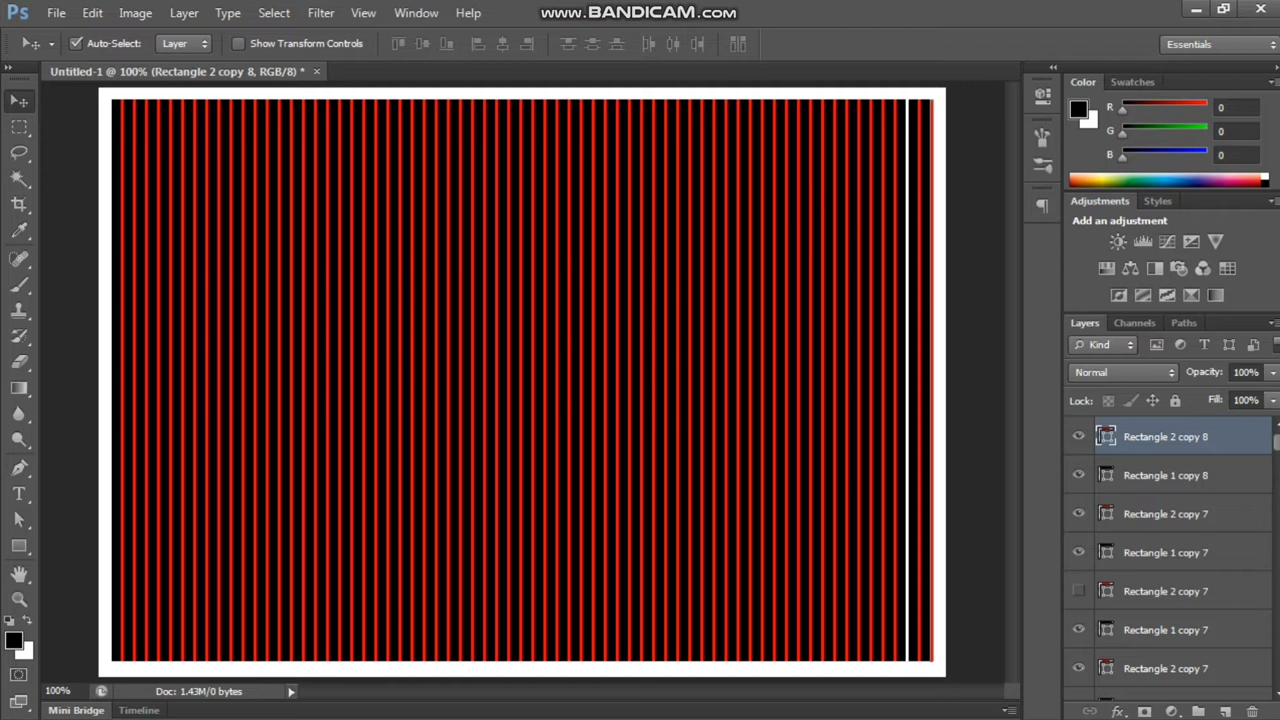 Ps File Edit Image Layer Type Select Filter View Window Help
www.BANDICAM.com
Auto-Select: Layer Show Transform Controls Essentials
Untitled-1 @ 100% (Rectangle 2 copy 8, RGB/8) * ×
Color Swatches
R 0
G 0
B 0
Adjustments Styles
Add an adjustment
Layers Channels Paths
Kind
Normal Opacity: 100%
Lock: Fill: 100%
Rectangle 2 copy 8
Rectangle 1 copy 8
Rectangle 2 copy 7
Rectangle 1 copy 7
Rectangle 2 copy 7
Rectangle 1 copy 7
Rectangle 2 copy 7
100% Doc: 1.43M/0 bytes
Mini Bridge Timeline